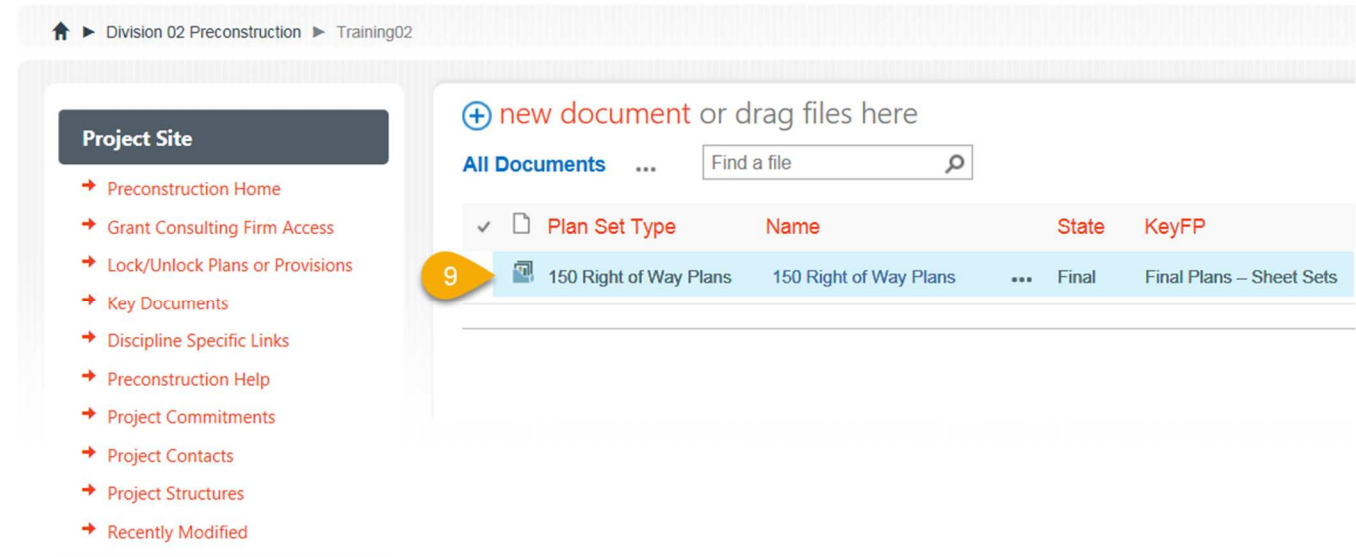 Division 02 Preconstruction ► Training02
Project Site
Preconstruction Home
Grant Consulting Firm Access
Lock/Unlock Plans or Provisions
Key Documents
Discipline Specific Links
Preconstruction Help
Project Commitments
Project Contacts
Project Structures
Recently Modified
new document or drag files here
All Documents ... Find a file
Plan Set Type Name State KeyFP
9 150 Right of Way Plans 150 Right of Way Plans ... Final Final Plans – Sheet Sets